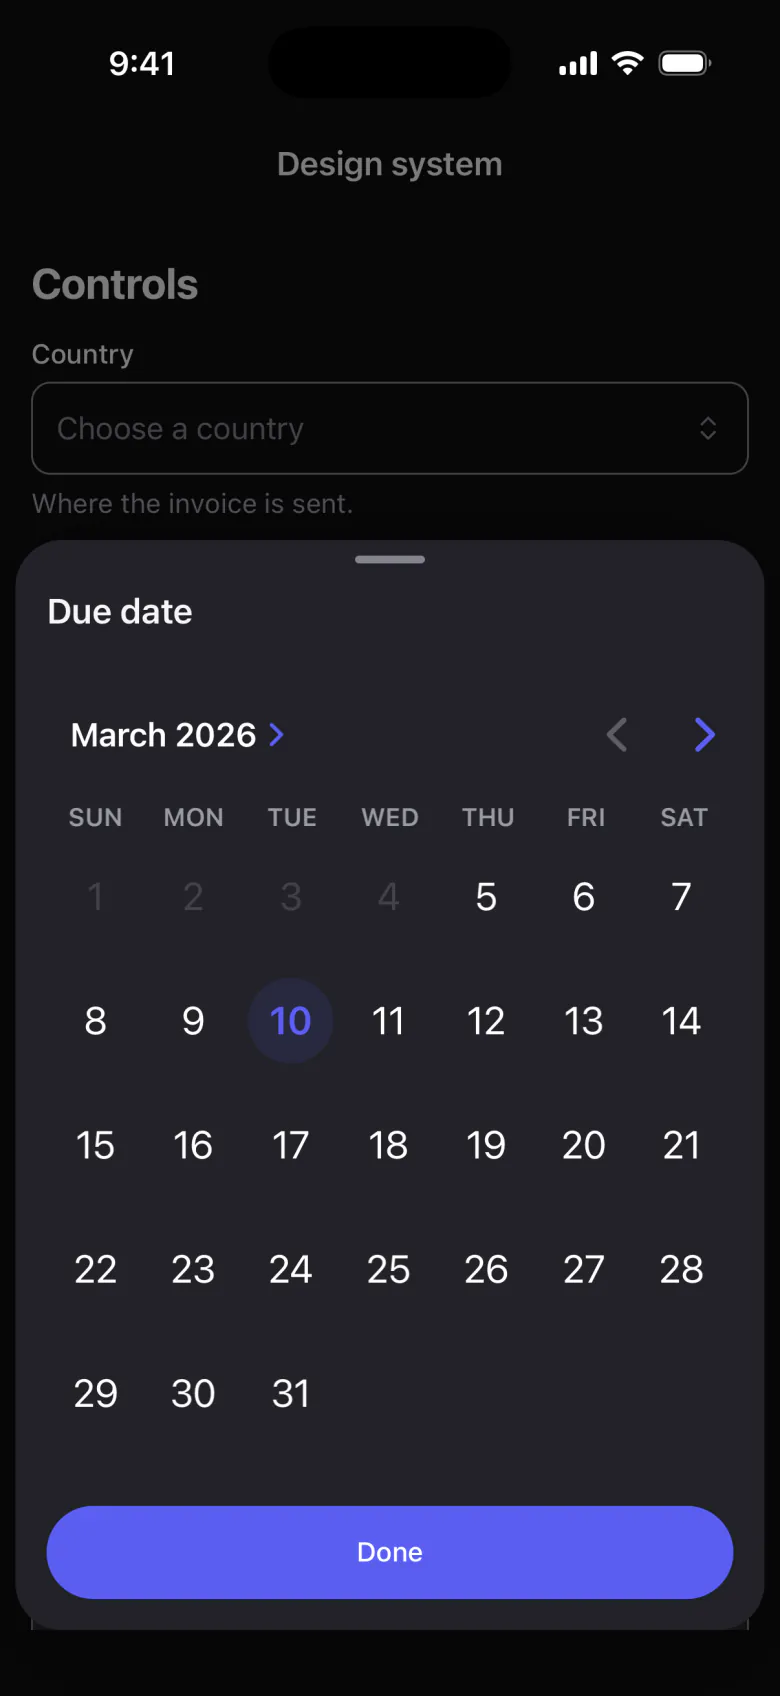 9:41
Design system
Controls
Country
Choose a country
Where the invoice is sent.
Due date
March 2026
SUN MON TUE WED THU FRI SAT
1 2 3 4 5 6 7
8 9 10 11 12 13 14
15 16 17 18 19 20 21
22 23 24 25 26 27 28
29 30 31
Done